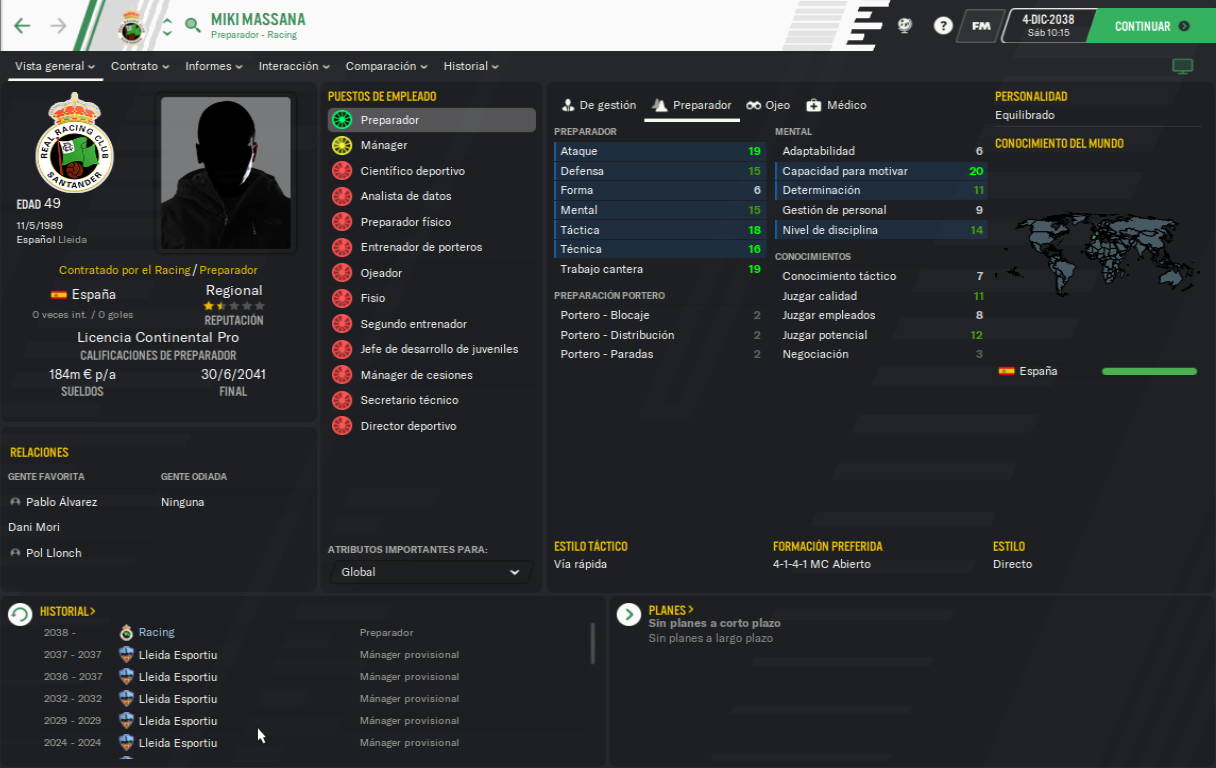 MIKI MASSANA
Preparador - Racing
?
FM
4-DIC-2038
Sáb 10:15
CONTINUAR
Vista general
Contrato
Informes
Interacción
Comparación
Historial
REAL RACING CLUB
SANTANDER
EDAD 49
11/5/1989
Español Lleida
Contratado por el Racing / Preparador
España
0 veces int. / 0 goles
Regional
REPUTACIÓN
Licencia Continental Pro
CALIFICACIONES DE PREPARADOR
184m € p/a
SUELDOS
30/6/2041
FINAL
RELACIONES
GENTE FAVORITA
GENTE ODIADA
Pablo Álvarez
Ninguna
Dani Mori
Pol Llonch
PUESTOS DE EMPLEADO
Preparador
Mánager
Científico deportivo
Analista de datos
Preparador físico
Entrenador de porteros
Ojeador
Fisio
Segundo entrenador
Jefe de desarrollo de juveniles
Mánager de cesiones
Secretario técnico
Director deportivo
ATRIBUTOS IMPORTANTES PARA:
Global
De gestión
Preparador
Ojeo
Médico
PREPARADOR
Ataque 19
Defensa 15
Forma 6
Mental 15
Táctica 18
Técnica 16
Trabajo cantera 19
PREPARACIÓN PORTERO
Portero - Blocaje 2
Portero - Distribución 2
Portero - Paradas 2
MENTAL
Adaptabilidad 6
Capacidad para motivar 20
Determinación 11
Gestión de personal 9
Nivel de disciplina 14
CONOCIMIENTOS
Conocimiento táctico 7
Juzgar calidad 11
Juzgar empleados 8
Juzgar potencial 12
Negociación 3
PERSONALIDAD
Equilibrado
CONOCIMIENTO DEL MUNDO
España
ESTILO TÁCTICO
Vía rápida
FORMACIÓN PREFERIDA
4-1-4-1 MC Abierto
ESTILO
Directo
HISTORIAL >
2038 - Racing Preparador
2037 - 2037 Lleida Esportiu Mánager provisional
2036 - 2037 Lleida Esportiu Mánager provisional
2032 - 2032 Lleida Esportiu Mánager provisional
2029 - 2029 Lleida Esportiu Mánager provisional
2024 - 2024 Lleida Esportiu Mánager provisional
PLANES >
Sin planes a corto plazo
Sin planes a largo plazo